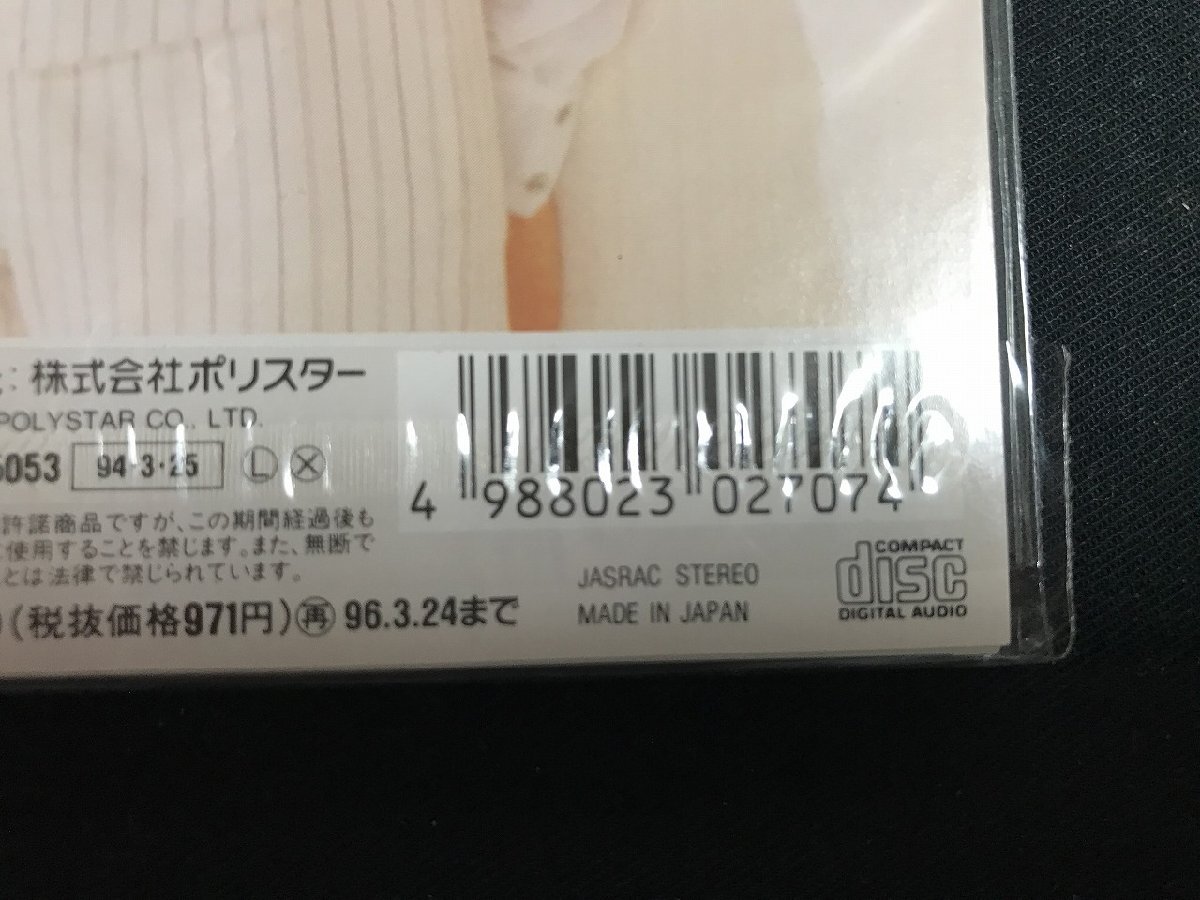 : 株式会社ポリスター
POLYSTAR CO., LTD.
5053 94・3・25 Ⓛ Ⓧ
許諾商品ですが、この期間経過後も
使用することを禁じます。また、無断で
とは法律で禁じられています。
(税抜価格971円)㊢96.3.24まで
4 988023 027074
JASRAC STEREO
MADE IN JAPAN
COMPACT
disc
DIGITAL AUDIO